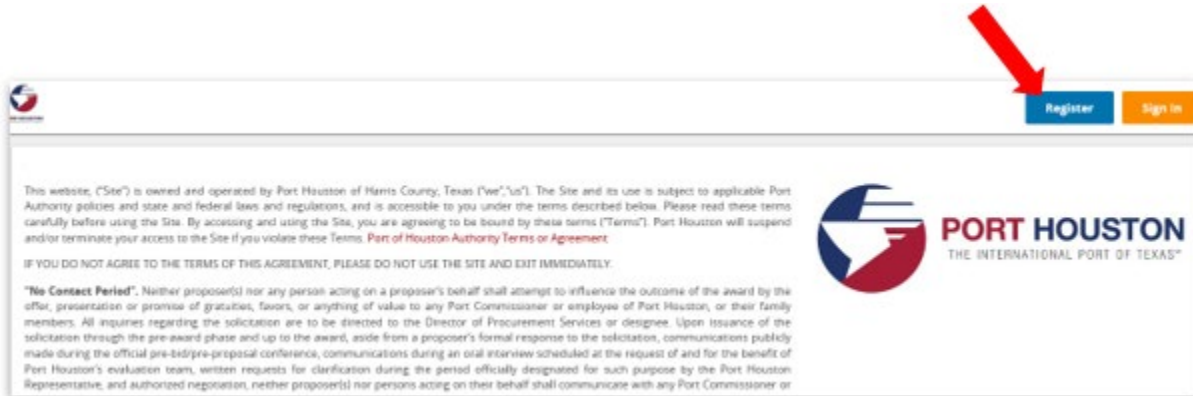 Register
Sign In
This website, ("Site") is owned and operated by Port Houston of Harris County, Texas ("we","us"). The Site and its use is subject to applicable Port
Authority policies and state and federal laws and regulations, and is accessible to you under the terms described below. Please read these terms
carefully before using the Site. By accessing and using the Site, you are agreeing to be bound by these terms ("Terms"). Port Houston will suspend
and/or terminate your access to the Site if you violate these Terms. Port of Houston Authority Terms or Agreement
IF YOU DO NOT AGREE TO THE TERMS OF THIS AGREEMENT, PLEASE DO NOT USE THE SITE AND EXIT IMMEDIATELY.
"No Contact Period". Neither proposer(s) nor any person acting on a proposer's behalf shall attempt to influence the outcome of the award by the
offer, presentation or promise of gratuities, favors, or anything of value to any Port Commissioner or employee of Port Houston, or their family
members. All inquiries regarding the solicitation are to be directed to the Director of Procurement Services or designee. Upon issuance of the
solicitation through the pre-award phase and up to the award, aside from a proposer's formal response to the solicitation, communications publicly
made during the official pre-bid/pre-proposal conference, communications during an oral interview scheduled at the request of and for the benefit of
Port Houston's evaluation team, written requests for clarification during the period officially designated for such purpose by the Port Houston
Representative, and authorized negotiation, neither proposer(s) nor persons acting on their behalf shall communicate with any Port Commissioner or
PORT HOUSTON
THE INTERNATIONAL PORT OF TEXAS℠